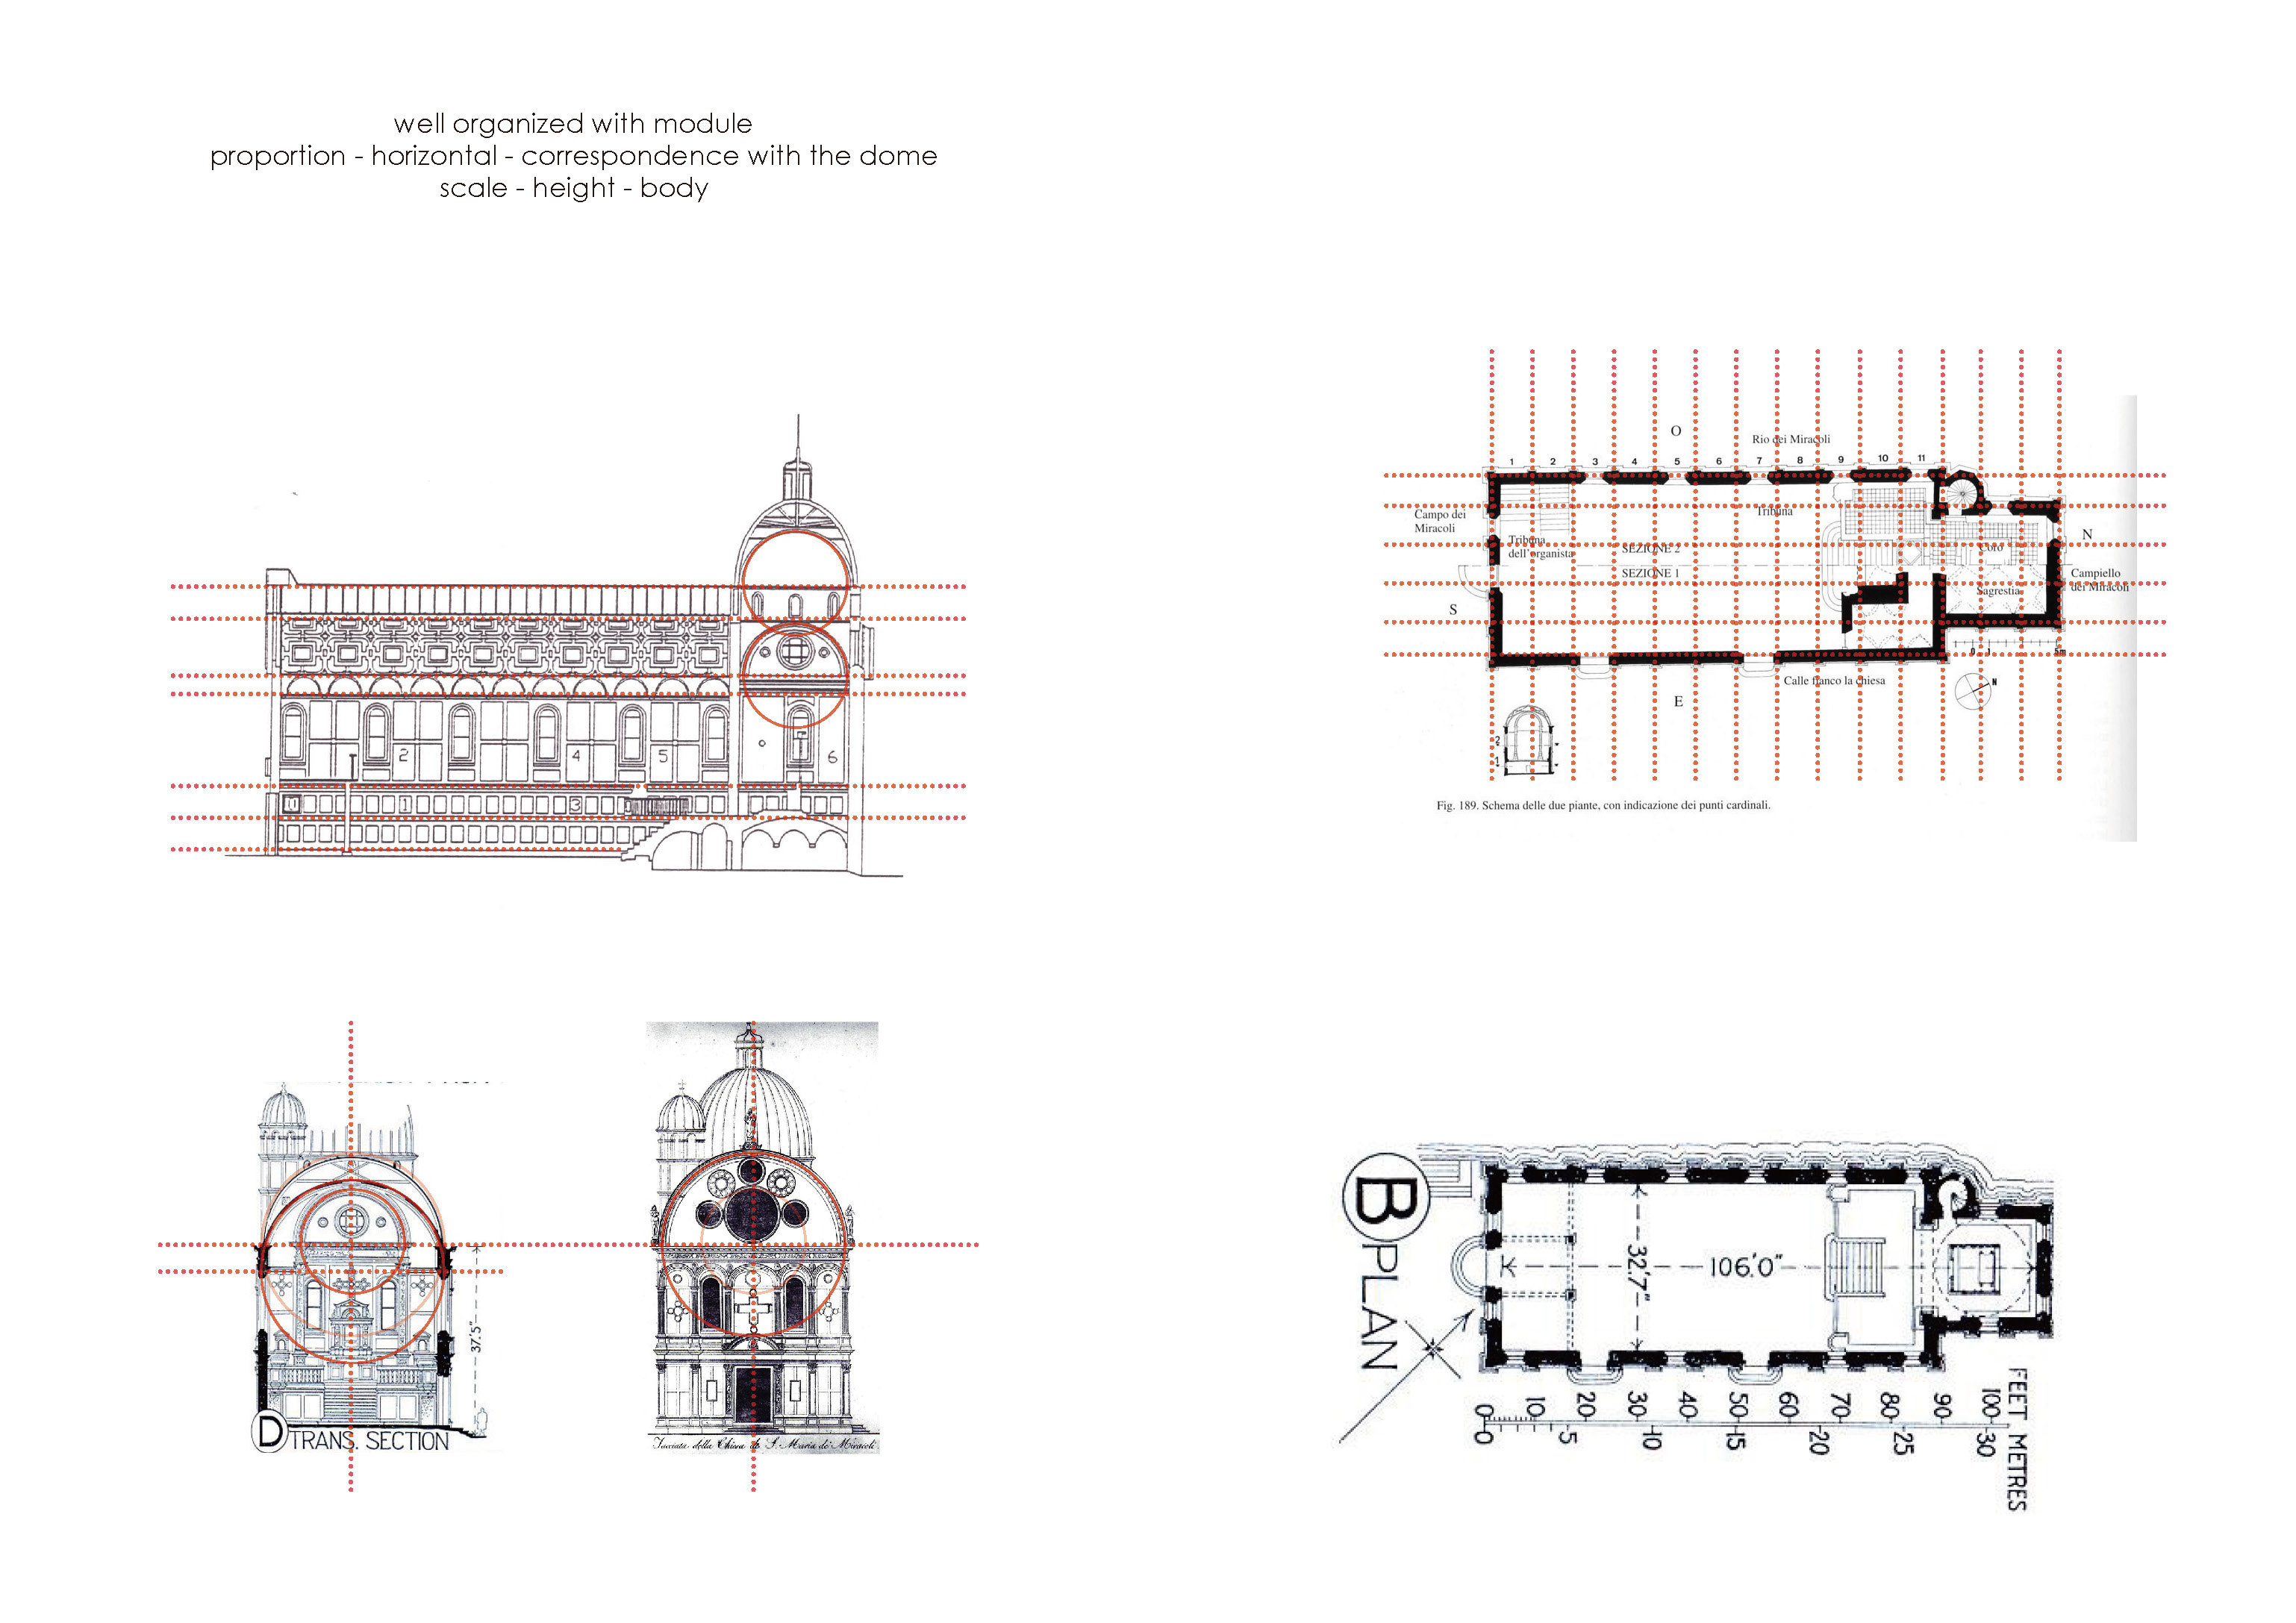 well organized with module
proportion - horizontal - correspondence with the dome
scale - height - body
2
4
5
6
1
3
O
Rio dei Miracoli
1 2 3 4 5 6 7 8 9 10 11
Campo dei
Miracoli
Tribuna
Tribuna
dell'organista
SEZIONE 2
SEZIONE 1
Coro
N
Campiello
dei Miracoli
Sagrestia
S
0 1 5m
Calle fianco la chiesa
E
N
2
1
Fig. 189. Schema delle due piante, con indicazione dei punti cardinali.
37'.5"
D TRANS. SECTION
Facciata della Chiesa di S. Maria de' Miracoli
B PLAN
32'.7"
106'.0"
0 10 20 30 40 50 60 70 80 90 100 FEET
0 5 10 15 20 25 30 METRES